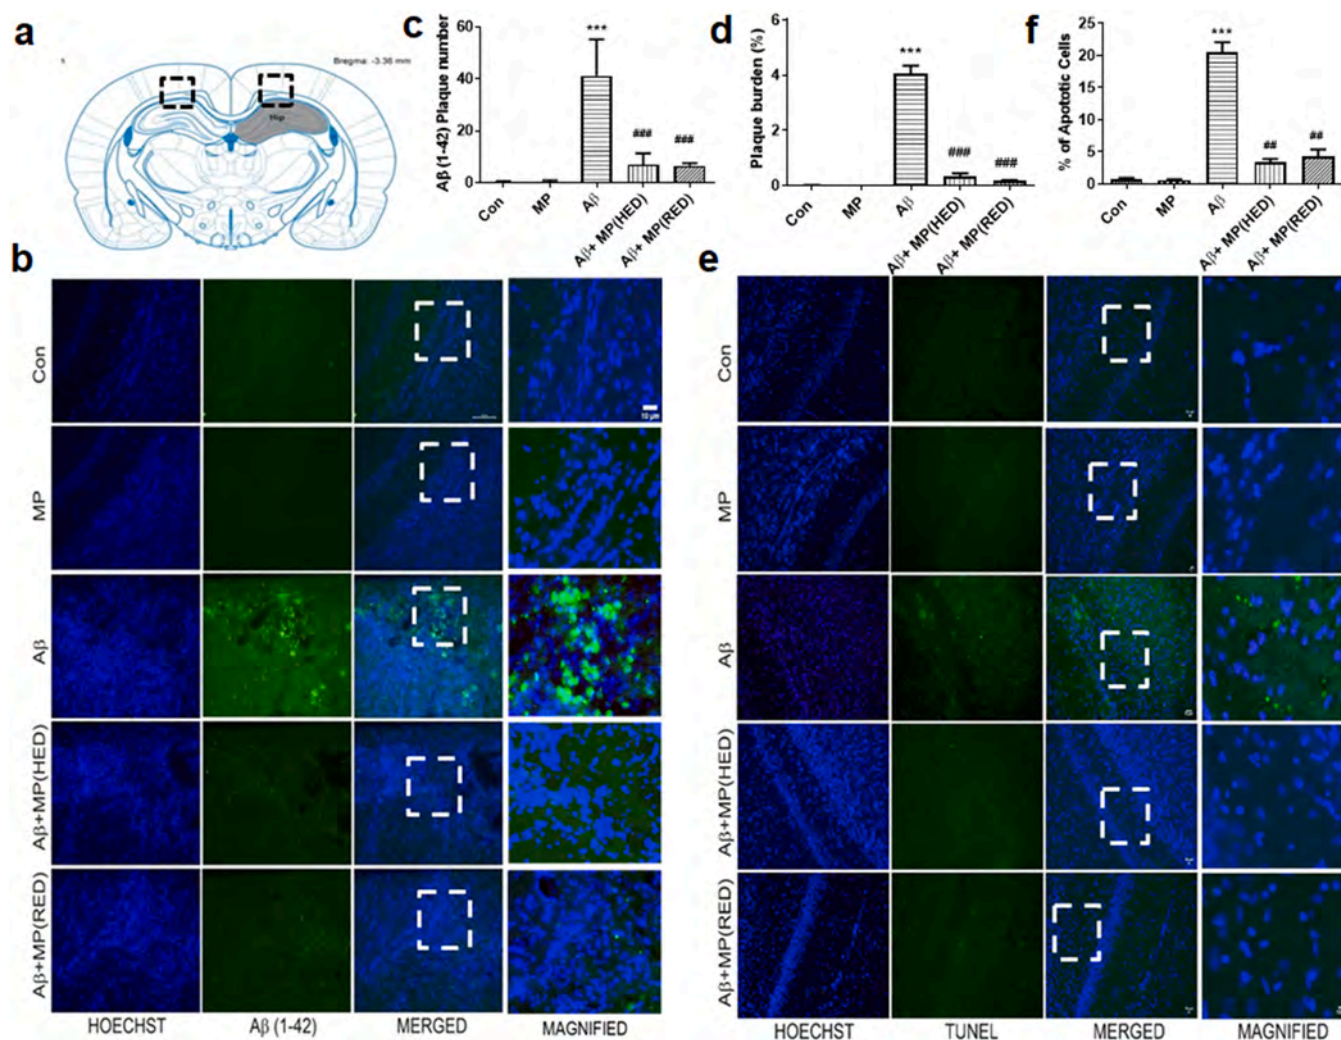 a
Bregma: -3.36 mm
Hip
c
Aβ (1-42) Plaque number
60
40
20
0
***
###
###
Con
MP
Aβ
Aβ+ MP(HED)
Aβ+ MP(RED)
d
Plaque burden (%)
6
4
2
0
***
###
###
Con
MP
Aβ
Aβ+ MP(HED)
Aβ+ MP(RED)
f
% of Apoptotic Cells
25
20
15
10
5
0
***
##
##
Con
MP
Aβ
Aβ+ MP(HED)
Aβ+ MP(RED)
b
Con
MP
Aβ
Aβ+MP(HED)
Aβ+MP(RED)
10 µm
HOECHST
Aβ (1-42)
MERGED
MAGNIFIED
e
Con
MP
Aβ
Aβ+MP(HED)
Aβ+MP(RED)
HOECHST
TUNEL
MERGED
MAGNIFIED